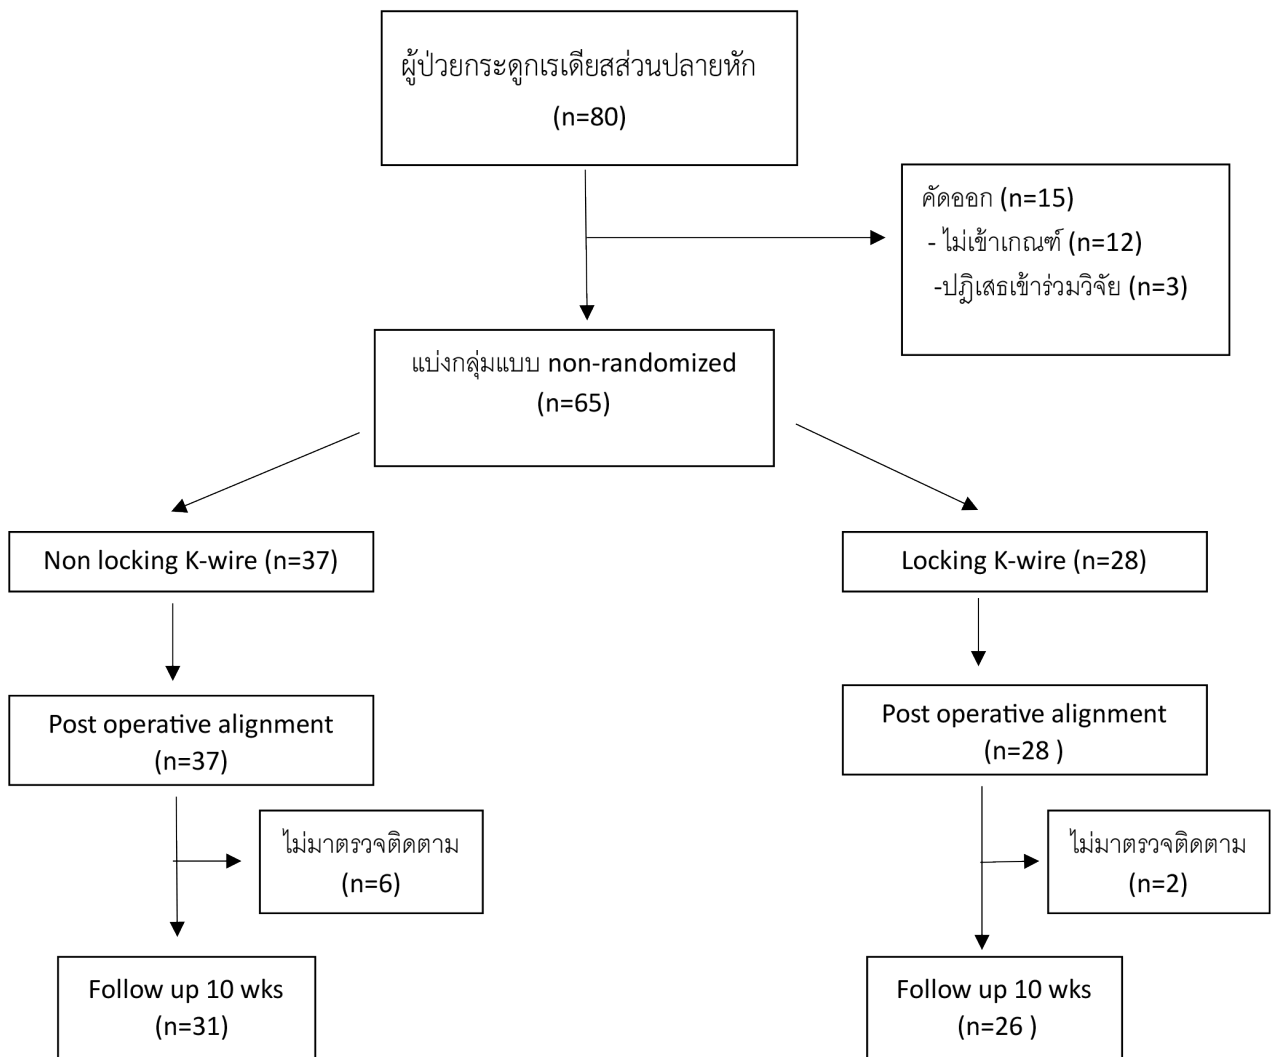 ผู้ป่วยกระดูกเรเดียสส่วนปลายหัก
(n=80)
คัดออก (n=15)
- ไม่เข้าเกณฑ์ (n=12)
-ปฏิเสธเข้าร่วมวิจัย (n=3)
แบ่งกลุ่มแบบ non-randomized
(n=65)
Non locking K-wire (n=37)
Locking K-wire (n=28)
Post operative alignment
(n=37)
Post operative alignment
(n=28 )
ไม่มาตรวจติดตาม
(n=6)
ไม่มาตรวจติดตาม
(n=2)
Follow up 10 wks
(n=31)
Follow up 10 wks
(n=26 )